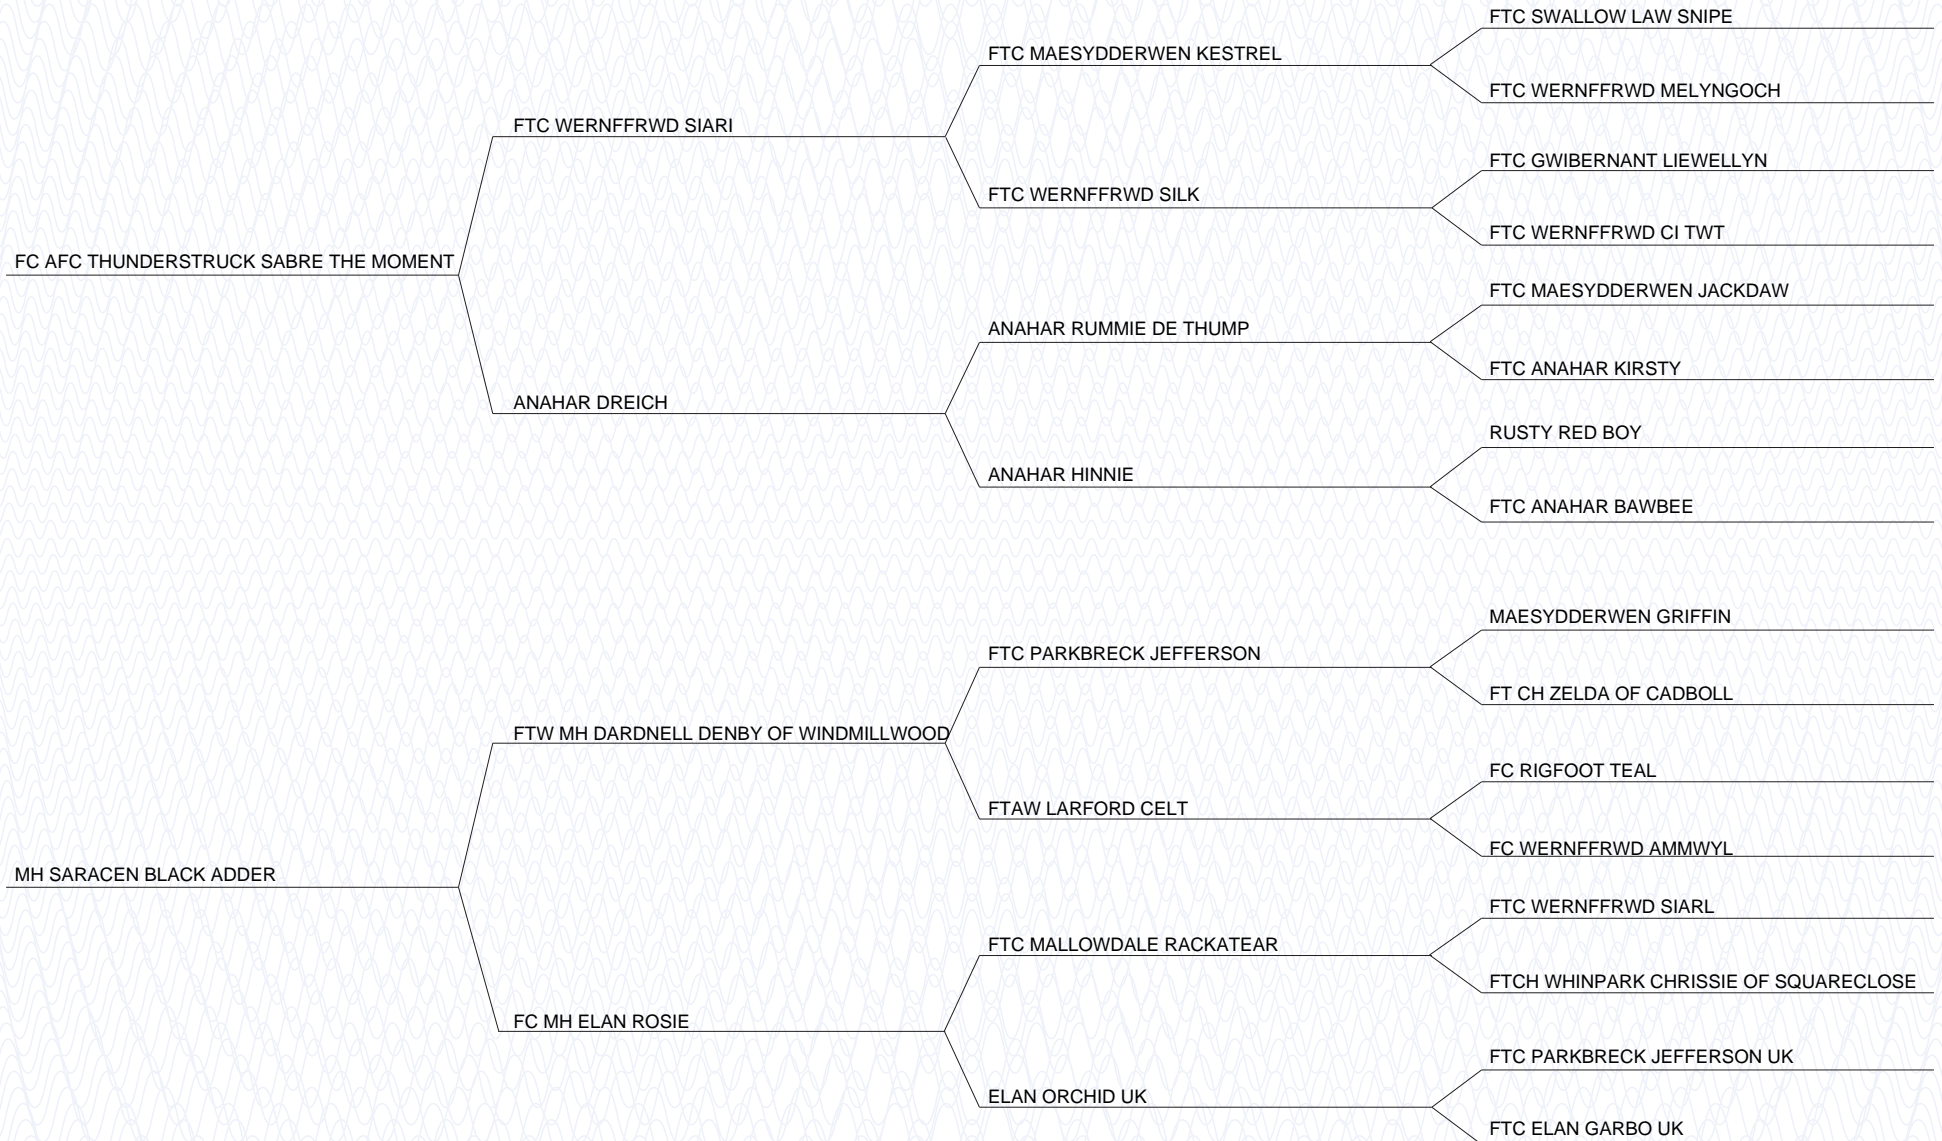 FTC SWALLOW LAW SNIPE
FTC MAESYDDERWEN KESTREL
FTC WERNFFRWD MELYNGOCH
FTC WERNFFRWD SIARI
FTC GWIBERNANT LIEWELLYN
FTC WERNFFRWD SILK
FTC WERNFFRWD CI TWT
FC AFC THUNDERSTRUCK SABRE THE MOMENT
FTC MAESYDDERWEN JACKDAW
ANAHAR RUMMIE DE THUMP
FTC ANAHAR KIRSTY
ANAHAR DREICH
RUSTY RED BOY
ANAHAR HINNIE
FTC ANAHAR BAWBEE
MAESYDDERWEN GRIFFIN
FTC PARKBRECK JEFFERSON
FT CH ZELDA OF CADBOLL
FTW MH DARDNELL DENBY OF WINDMILLWOOD
FC RIGFOOT TEAL
FTAW LARFORD CELT
FC WERNFFRWD AMMWYL
MH SARACEN BLACK ADDER
FTC WERNFFRWD SIARL
FTC MALLOWDALE RACKATEAR
FTCH WHINPARK CHRISSIE OF SQUARECLOSE
FC MH ELAN ROSIE
FTC PARKBRECK JEFFERSON UK
ELAN ORCHID UK
FTC ELAN GARBO UK